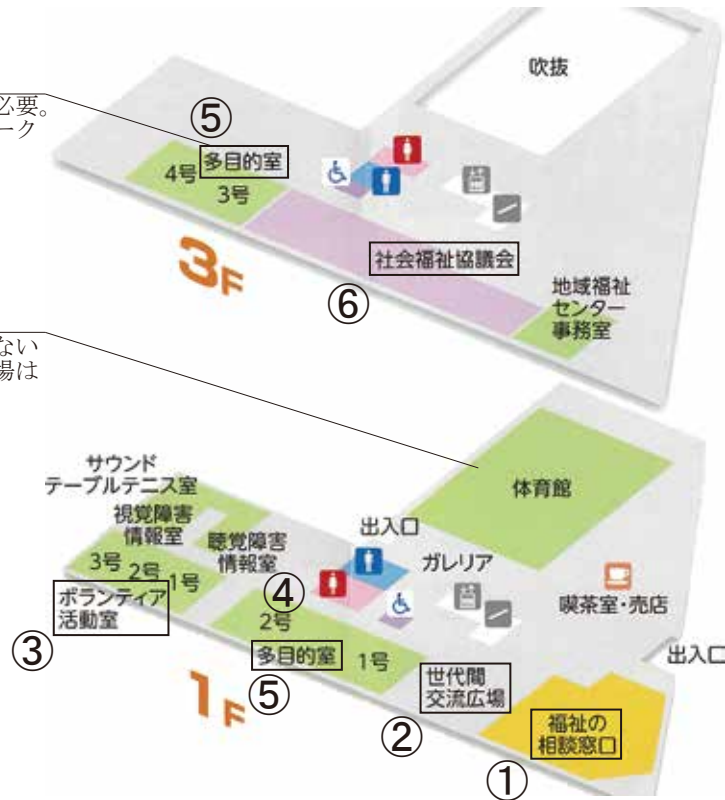 吹抜
必要。
ーク
⑤
多目的室
4号
3号
3F
社会福祉協議会
⑥
地域福祉
センター
事務室
ない
場は
サウンド
テーブルテニス室
視覚障害
情報室
聴覚障害
情報室
出入口
ガレリア
体育館
喫茶室・売店
3号
2号
1号
ボランティア
活動室
③
④
2号
多目的室
1号
⑤
1F
世代間
交流広場
②
出入口
福祉の
相談窓口
①